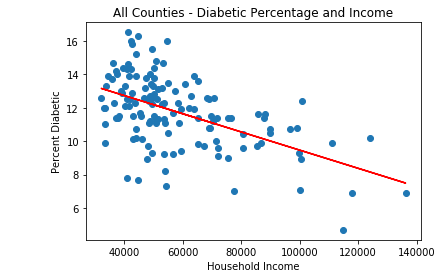 All Counties - Diabetic Percentage and Income
Percent Diabetic
16
14
12
10
8
6
40000 60000 80000 100000 120000 140000
Household Income